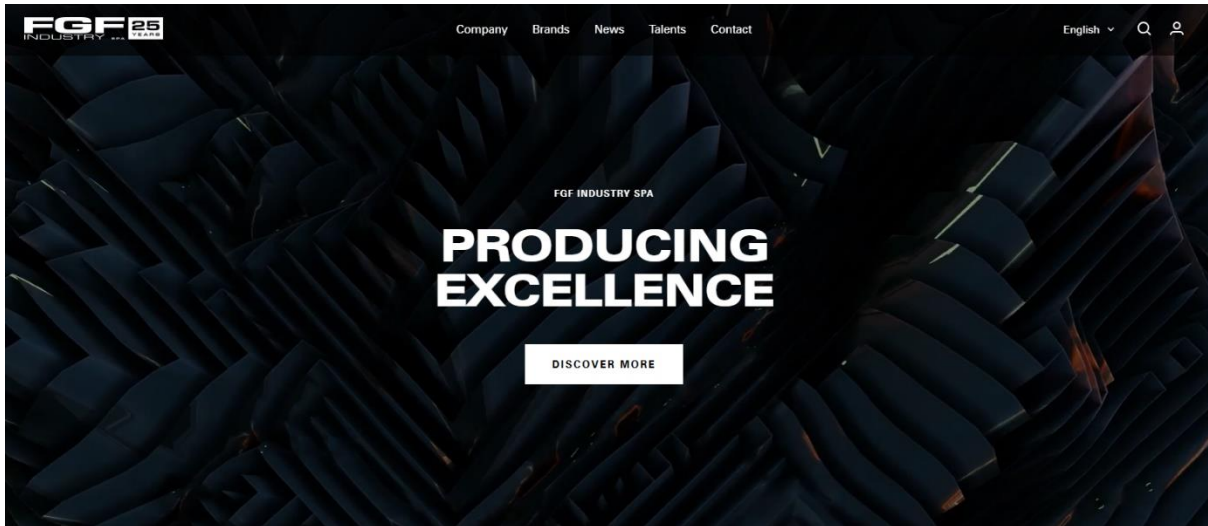 FGF 25
INDUSTRY SPA YEARS
Company Brands News Talents Contact
English
FGF INDUSTRY SPA
PRODUCING
EXCELLENCE
DISCOVER MORE